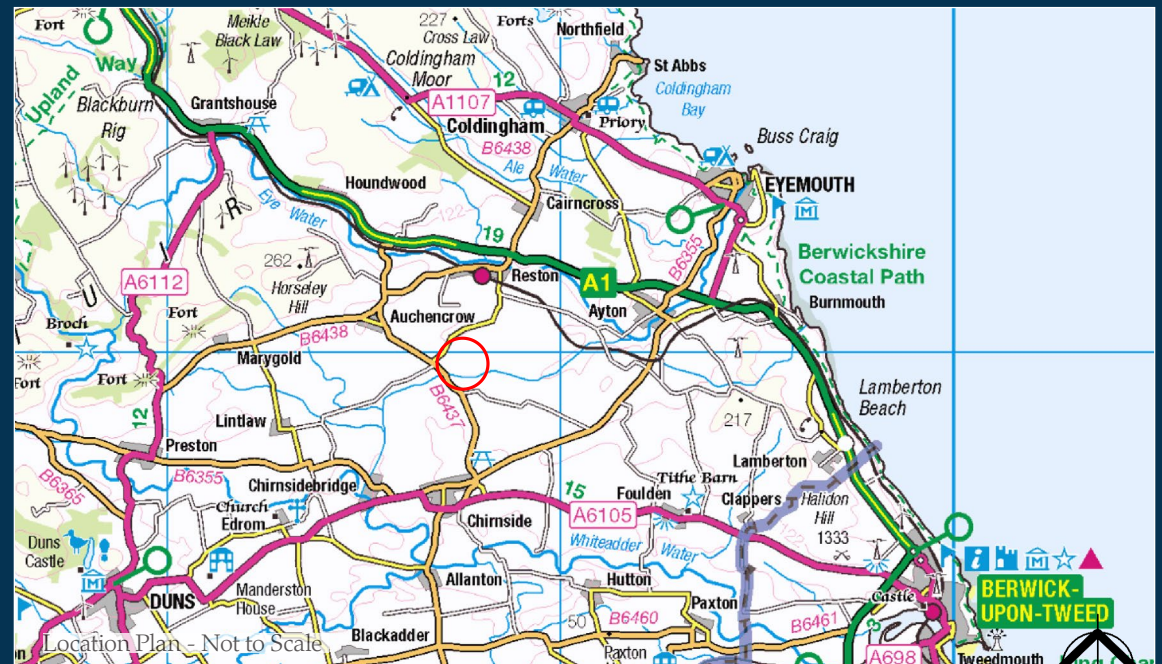 Fort
Meikle
Black Law
227
Cross Law
Forts
Northfield
Way
Coldingham
Moor
12
St Abbs
Upland
Blackburn
Rig
Grantshouse
A1107
Coldingham
Bay
Coldingham
Priory
B6438
Buss Craig
Ale Water
Houndwood
EYEMOUTH
Eye Water
122
Cairncross
19
B6355
7
Berwickshire
Coastal Path
R
I
U
A6112
262
Horseley
Hill
Reston
A1
Burnmouth
Fort
Auchencrow
Ayton
Broch
B6438
Marygold
Fort
Fort
B6437
Lamberton
Beach
12
Lintlaw
217
Preston
B6355
B6365
Chirnsidebridge
Tithe Barn
Lamberton
15
Foulden
Clappers
Halidon
Hill
1333
Church
Edrom
Chirnside
A6105
Whiteadder Water
Duns
Castle
Manderston
House
Allanton
Hutton
Castle
BERWICK-
UPON-TWEED
DUNS
Paxton
50
B6460
B6461
3
Location Plan - Not to Scale
Blackadder
Paxton
A698
Tweedmouth